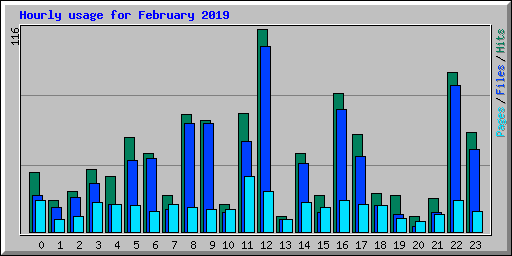 Hourly usage for February 2019
116
Pages/Files/Hits
0 1 2 3 4 5 6 7 8 9 10 11 12 13 14 15 16 17 18 19 20 21 22 23